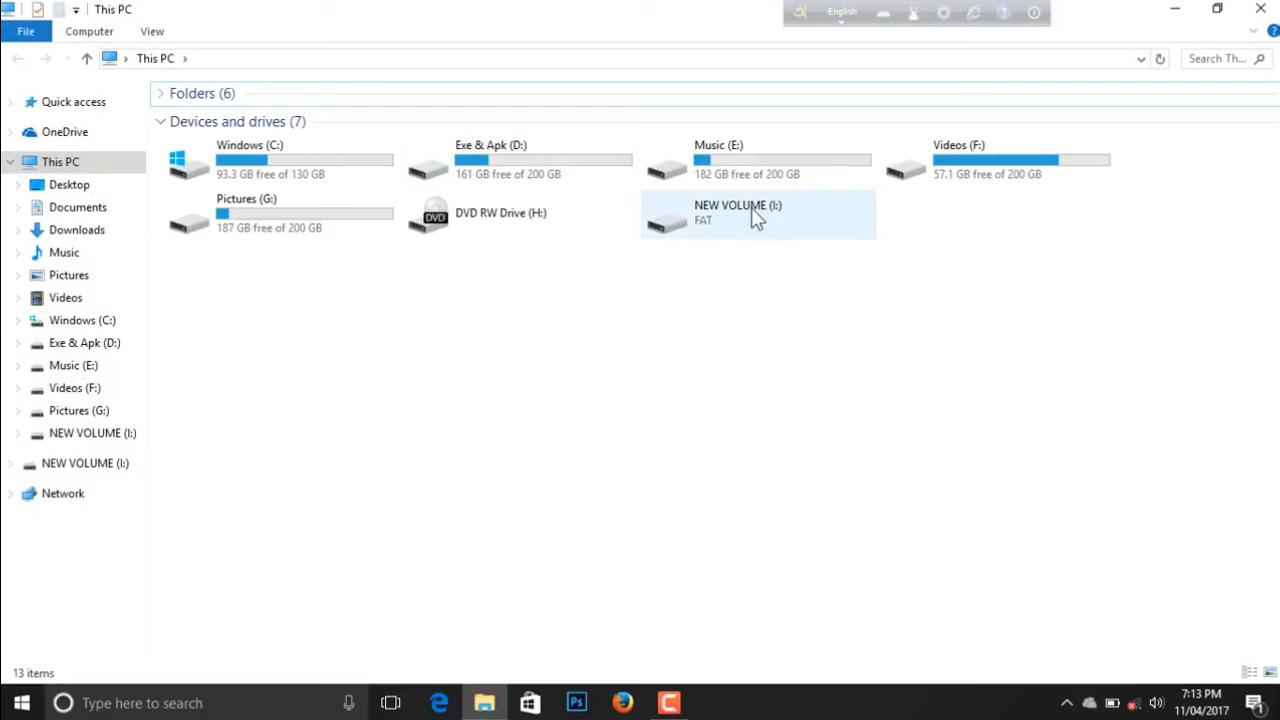 This PC
English
File
Computer
View
This PC
Search Th...
Quick access
OneDrive
This PC
Desktop
Documents
Downloads
Music
Pictures
Videos
Windows (C:)
Exe & Apk (D:)
Music (E:)
Videos (F:)
Pictures (G:)
NEW VOLUME (I:)
NEW VOLUME (I:)
Network
Folders (6)
Devices and drives (7)
Windows (C:)
93.3 GB free of 130 GB
Exe & Apk (D:)
161 GB free of 200 GB
Music (E:)
182 GB free of 200 GB
Videos (F:)
57.1 GB free of 200 GB
Pictures (G:)
187 GB free of 200 GB
DVD
DVD RW Drive (H:)
NEW VOLUME (I:)
FAT
13 items
Type here to search
Ps
7:13 PM
11/04/2017
1